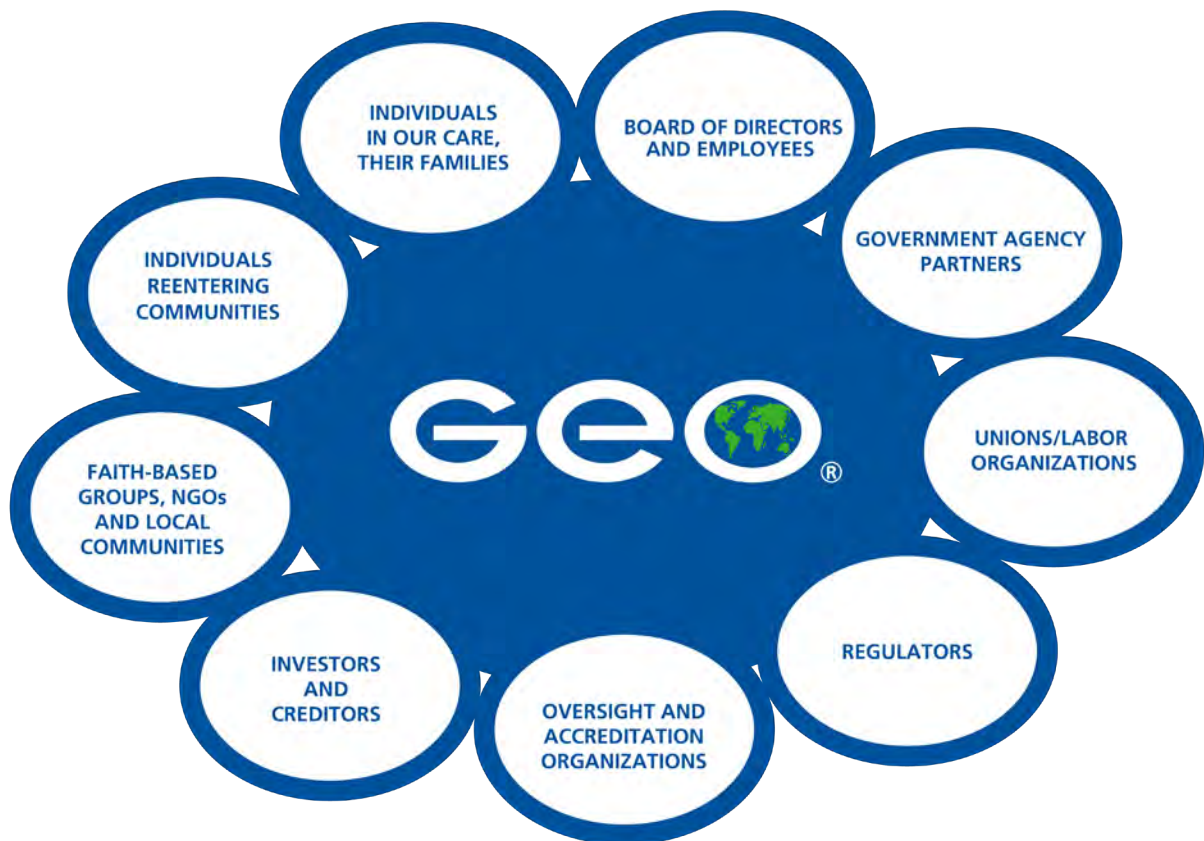 INDIVIDUALS
IN OUR CARE,
THEIR FAMILIES
BOARD OF DIRECTORS
AND EMPLOYEES
GOVERNMENT AGENCY
PARTNERS
UNIONS/LABOR
ORGANIZATIONS
REGULATORS
OVERSIGHT AND
ACCREDITATION
ORGANIZATIONS
INVESTORS
AND
CREDITORS
FAITH-BASED
GROUPS, NGOs
AND LOCAL
COMMUNITIES
INDIVIDUALS
REENTERING
COMMUNITIES
GEO®